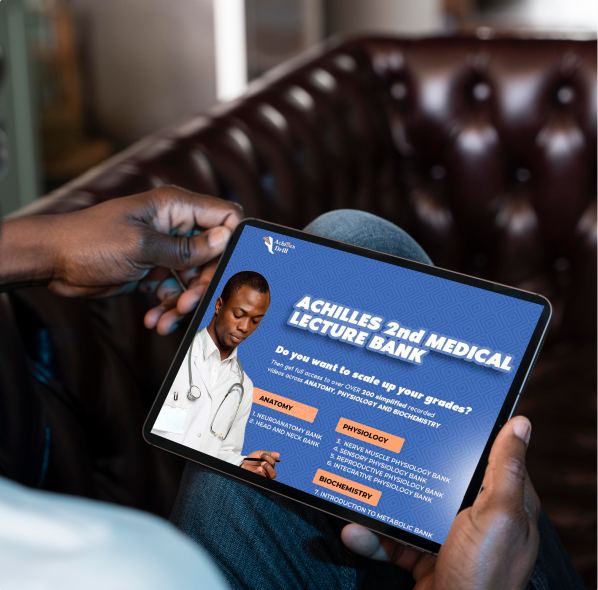 Achilles
Drill
ACHILLES 2nd MEDICAL
LECTURE BANK
Do you want to scale up your grades?
Then get full access to over OVER 200 simplified recorded
videos across ANATOMY, PHYSIOLOGY AND BIOCHEMISTRY
ANATOMY
1. NEUROANATOMY BANK
2. HEAD AND NECK BANK
PHYSIOLOGY
3. NERVE MUSCLE PHYSIOLOGY BANK
4. SENSORY PHYSIOLOGY BANK
5. REPRODUCTIVE PHYSIOLOGY BANK
6. INTEGRATIVE PHYSIOLOGY BANK
BIOCHEMISTRY
7. INTRODUCTION TO METABOLIC BANK